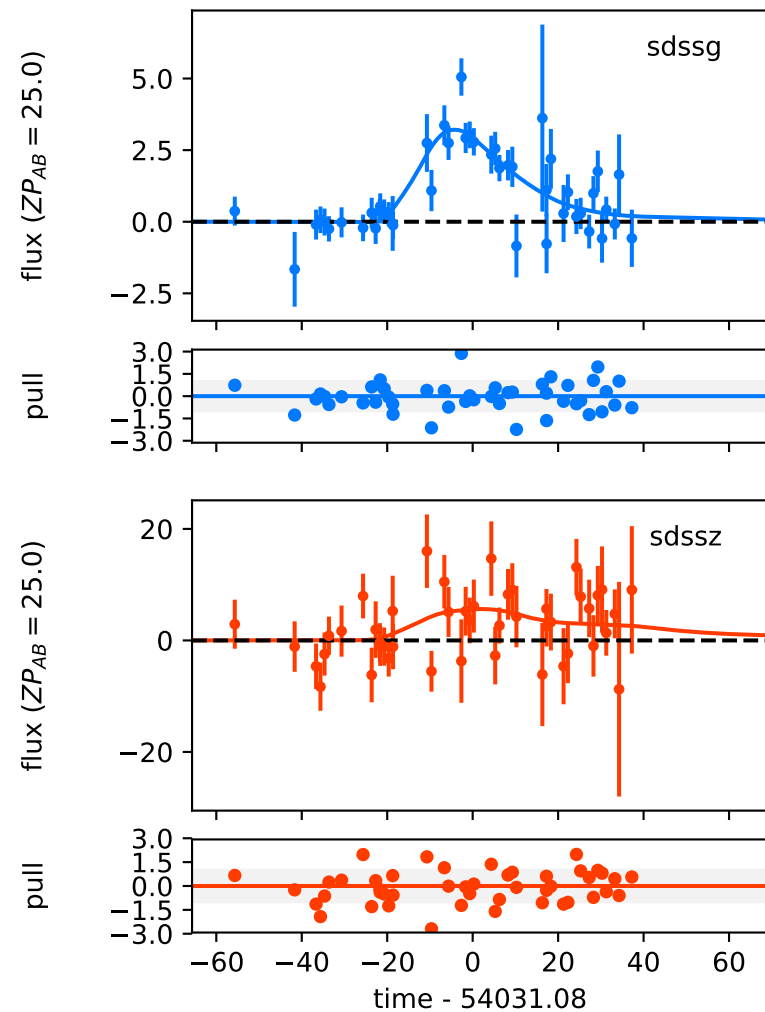 flux (ZP_AB = 25.0)
sdssg
5.0
2.5
0.0
−2.5
pull
3.0
1.5
0.0
−1.5
−3.0
flux (ZP_AB = 25.0)
sdssz
20
0
−20
pull
3.0
1.5
0.0
−1.5
−3.0
−60 −40 −20 0 20 40 60
time - 54031.08